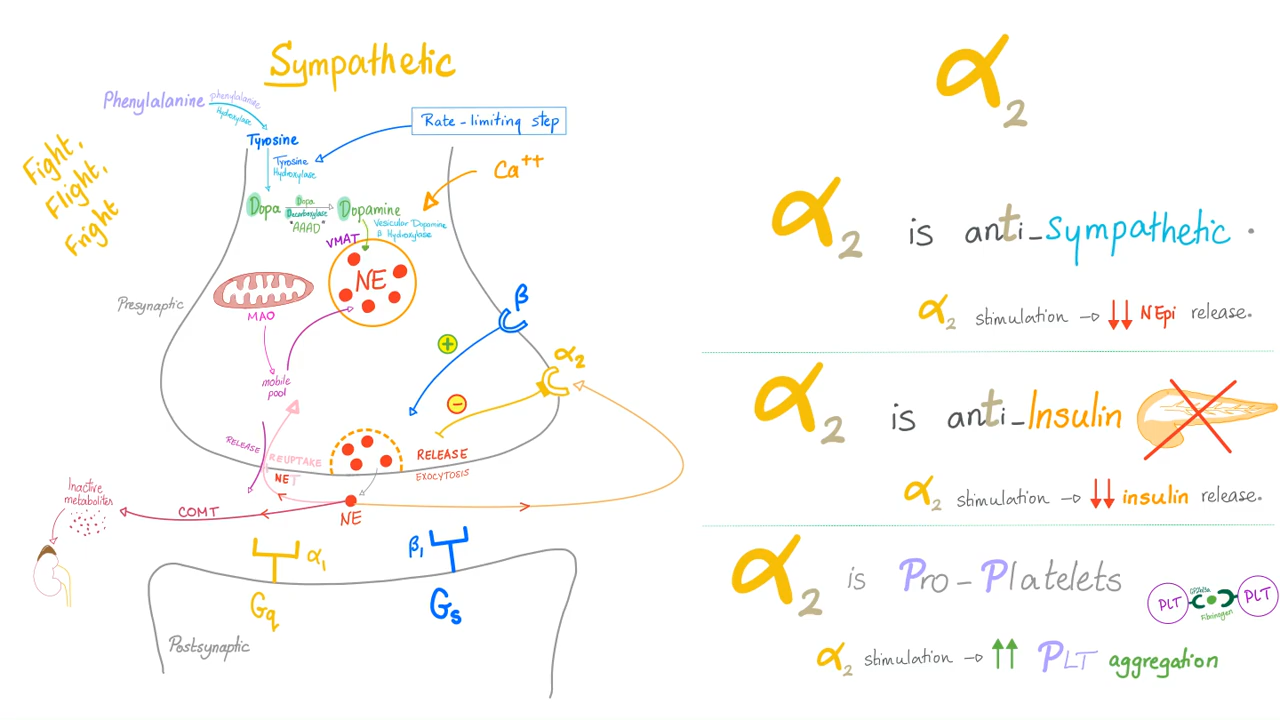 Sympathetic
Phenylalanine
phenylalanine
Hydroxylase
Tyrosine
Rate-limiting step
Tyrosine
Hydroxylase
Ca++
Fight,
Flight,
Fright
Dopa
Dopa
Decarboxylase
"AAAD"
Dopamine
Vesicular Dopamine
β Hydroxylase
VMAT
NE
Presynaptic
MAO
mobile
pool
β
+
α2
−
RELEASE
REUPTAKE
NET
RELEASE
EXOCYTOSIS
Inactive
metabolites
COMT
NE
α1
β1
Gq
Gs
Postsynaptic
α2
α2 is anti-Sympathetic.
α2 stimulation → ↓↓ NEpi release.
α2 is anti-Insulin
α2 stimulation → ↓↓ insulin release.
α2 is Pro-Platelets
PLT
Fibrinogen
PLT
α2 stimulation → ↑↑ PLT aggregation